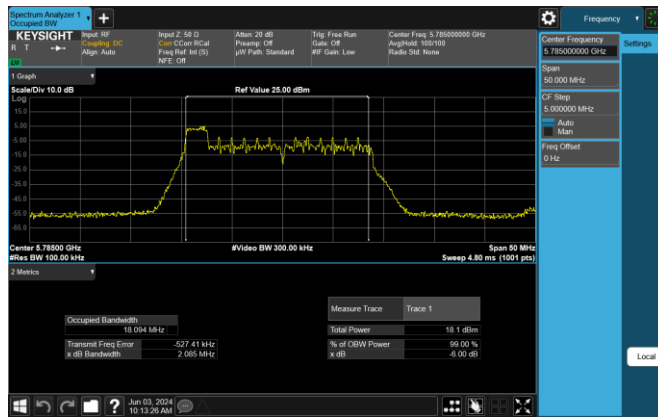 Spectrum Analyzer 1
Occupied BW
Frequency
KEYSIGHT
R T
Input: RF
Coupling: DC
Align: Auto
Input Z: 50 Ω
Corr CCorr RCal
Freq Ref: Int (S)
NFE: Off
Atten: 20 dB
Preamp: Off
µW Path: Standard
Trig: Free Run
Gate: Off
#IF Gain: Low
Center Freq: 5.785000000 GHz
Avg|Hold: 100/100
Radio Std: None
Center Frequency
5.785000000 GHz
Settings
Span
50.000 MHz
CF Step
5.000000 MHz
Auto
Man
Freq Offset
0 Hz
1 Graph
Scale/Div 10.0 dB
Ref Value 25.00 dBm
Log
15.0
5.00
-5.00
-15.0
-25.0
-35.0
-45.0
-55.0
-65.0
Center 5.78500 GHz
#Video BW 300.00 kHz
Span 50 MHz
#Res BW 100.00 kHz
Sweep 4.80 ms (1001 pts)
2 Metrics
Measure Trace
Trace 1
Occupied Bandwidth
18.094 MHz
Total Power
18.1 dBm
Transmit Freq Error
-527.41 kHz
% of OBW Power
99.00 %
x dB Bandwidth
2.085 MHz
x dB
-6.00 dB
Local
Jun 03, 2024
10:13:26 AM